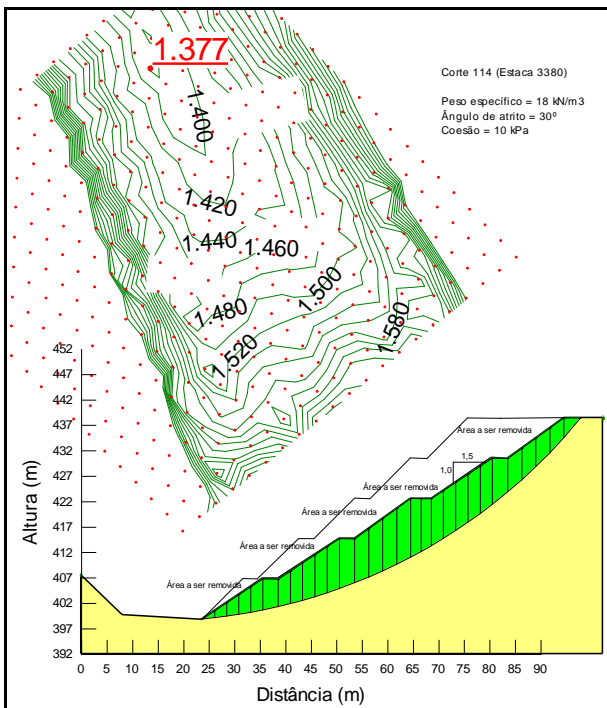 1.377
Corte 114 (Estaca 3380)
Peso específico = 18 kN/m3
Ângulo de atrito = 30º
Coesão = 10 kPa
1.400
1.420
1.440
1.460
1.480
1.500
1.520
1.580
Altura (m)
452
447
442
437
432
427
422
417
412
407
402
397
392
Área a ser removida
1,5
1,0
Área a ser removida
Área a ser removida
Área a ser removida
Área a ser removida
Área a ser removida
0 5 10 15 20 25 30 35 40 45 50 55 60 65 70 75 80 85 90
Distância (m)